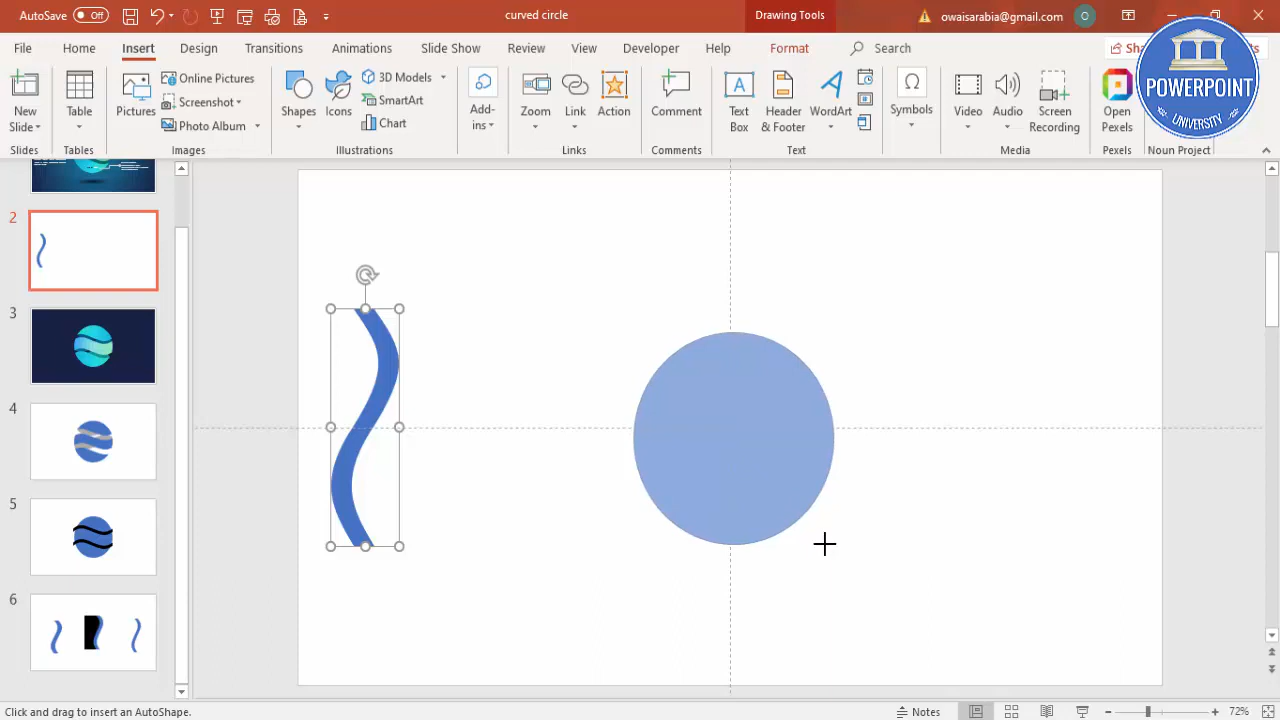 AutoSave Off curved circle Drawing Tools owaisarabia@gmail.com O
File Home Insert Design Transitions Animations Slide Show Review View Developer Help Format Search
New Slide
Table
Pictures
Online Pictures
Screenshot
Photo Album
Shapes
Icons
3D Models
SmartArt
Chart
Add-
ins
Zoom
Link
Action
Comment
Text
Box
Header
& Footer
WordArt
Symbols
Video
Audio
Screen
Recording
Open
Pexels
POWERPOINT
UNIVERSITY
Slides Tables Images Illustrations Links Comments Text Media Pexels Noun Project
2
3
4
5
6
Click and drag to insert an AutoShape. Notes 72%